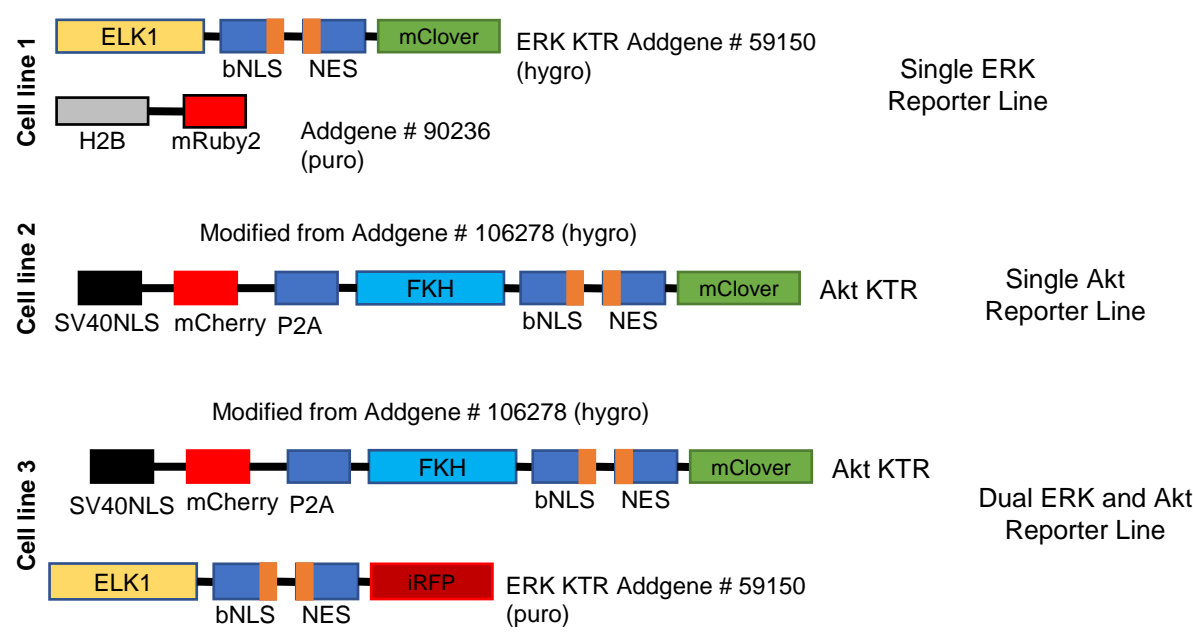 Cell line 1
ELK1
mClover
bNLS
NES
ERK KTR Addgene # 59150
(hygro)
Single ERK
Reporter Line
H2B
mRuby2
Addgene # 90236
(puro)
Cell line 2
Modified from Addgene # 106278 (hygro)
FKH
mClover
Akt KTR
SV40NLS
mCherry
P2A
bNLS
NES
Single Akt
Reporter Line
Cell line 3
Modified from Addgene # 106278 (hygro)
FKH
mClover
Akt KTR
SV40NLS
mCherry
P2A
bNLS
NES
Dual ERK and Akt
Reporter Line
ELK1
iRFP
bNLS
NES
ERK KTR Addgene # 59150
(puro)